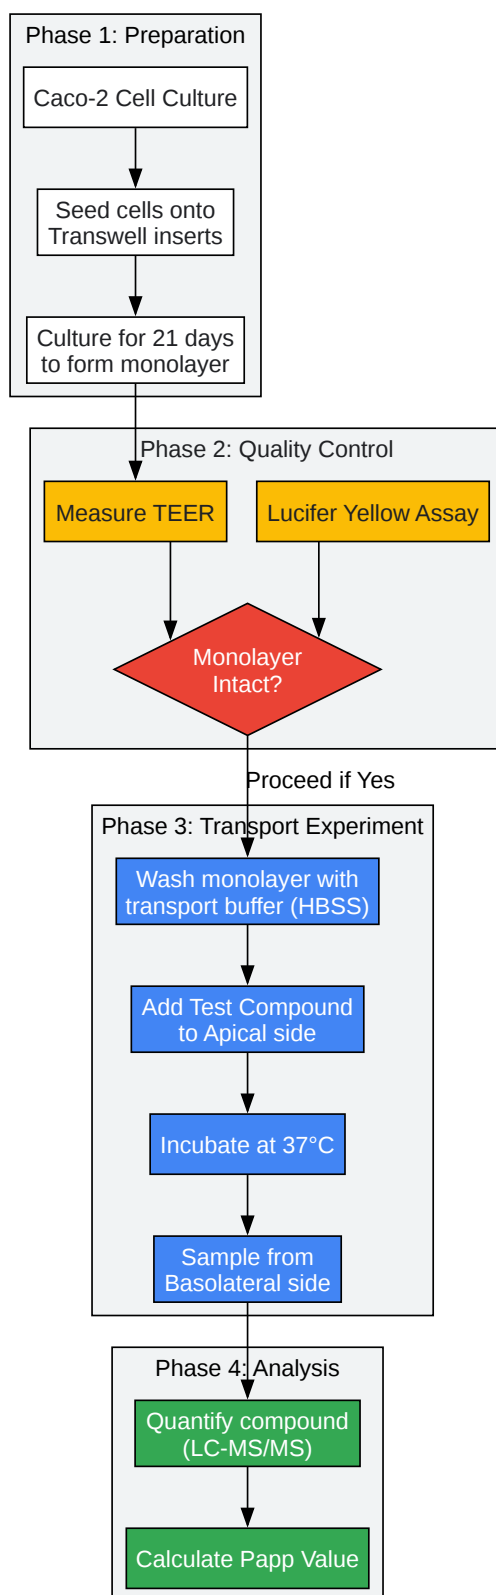 Phase 1: Preparation
Caco-2 Cell Culture
Seed cells onto
Transwell inserts
Culture for 21 days
to form monolayer
Phase 2: Quality Control
Measure TEER
Lucifer Yellow Assay
Monolayer
Intact?
Proceed if Yes
Phase 3: Transport Experiment
Wash monolayer with
transport buffer (HBSS)
Add Test Compound
to Apical side
Incubate at 37°C
Sample from
Basolateral side
Phase 4: Analysis
Quantify compound
(LC-MS/MS)
Calculate Papp Value